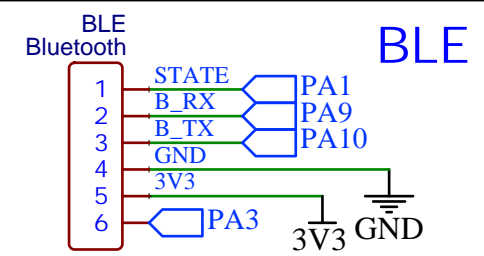 BLE
Bluetooth
BLE
1 STATE PA1
2 B_RX PA9
3 B_TX PA10
4 GND
5 3V3
6 PA3
3V3 GND